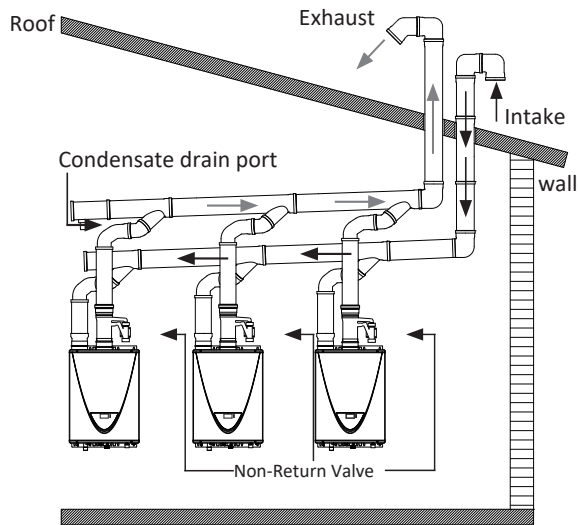 Exhaust
Roof
Intake
Condensate drain port
wall
Non-Return Valve